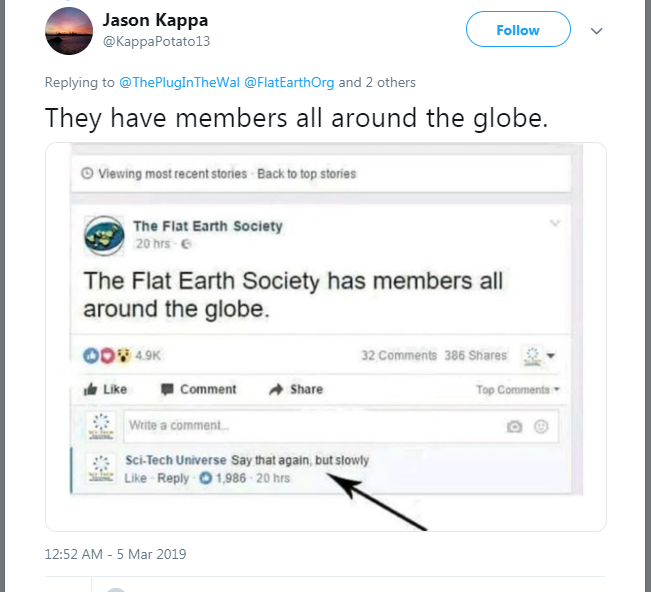 Jason Kappa
@KappaPotato13
Follow
Replying to @ThePlugInTheWal @FlatEarthOrg and 2 others
They have members all around the globe.
Viewing most recent stories · Back to top stories
The Flat Earth Society
20 hrs ·
The Flat Earth Society has members all
around the globe.
4.9K
32 Comments 386 Shares
Like Comment Share
Top Comments
Write a comment...
Sci-Tech Universe Say that again, but slowly
Like · Reply · 1,986 · 20 hrs
12:52 AM - 5 Mar 2019